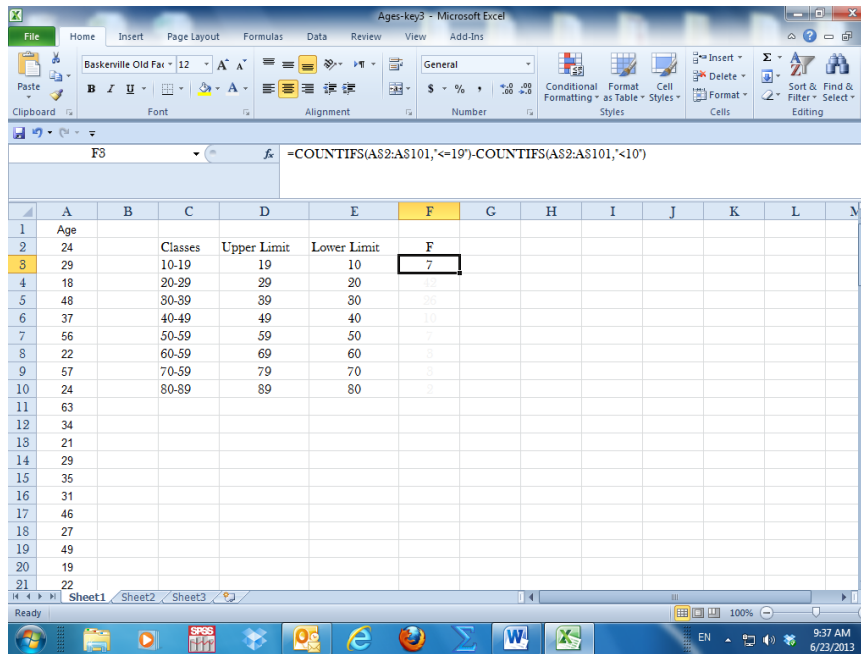 Ages-key3 - Microsoft Excel
File Home Insert Page Layout Formulas Data Review View Add-Ins
Paste
Baskerville Old Fac 12
General
Conditional Formatting
Format as Table
Cell Styles
Insert
Delete
Format
Sort & Filter
Find & Select
Clipboard Font Alignment Number Styles Cells Editing
F3 fx =COUNTIFS(A$2:A$101,"<=19")-COUNTIFS(A$2:A$101,"<10")
A B C D E F G H I J K L M
1 Age
2 24 Classes Upper Limit Lower Limit F
3 29 10-19 19 10 7
4 18 20-29 29 20
5 48 30-39 39 30 26
6 37 40-49 49 40
7 56 50-59 59 50
8 22 60-59 69 60
9 57 70-59 79 70
10 24 80-89 89 80
11 63
12 34
13 21
14 29
15 35
16 31
17 46
18 27
19 49
20 19
21 22
Sheet1 Sheet2 Sheet3
Ready 100%
SPSS
EN 9:37 AM
6/23/2013